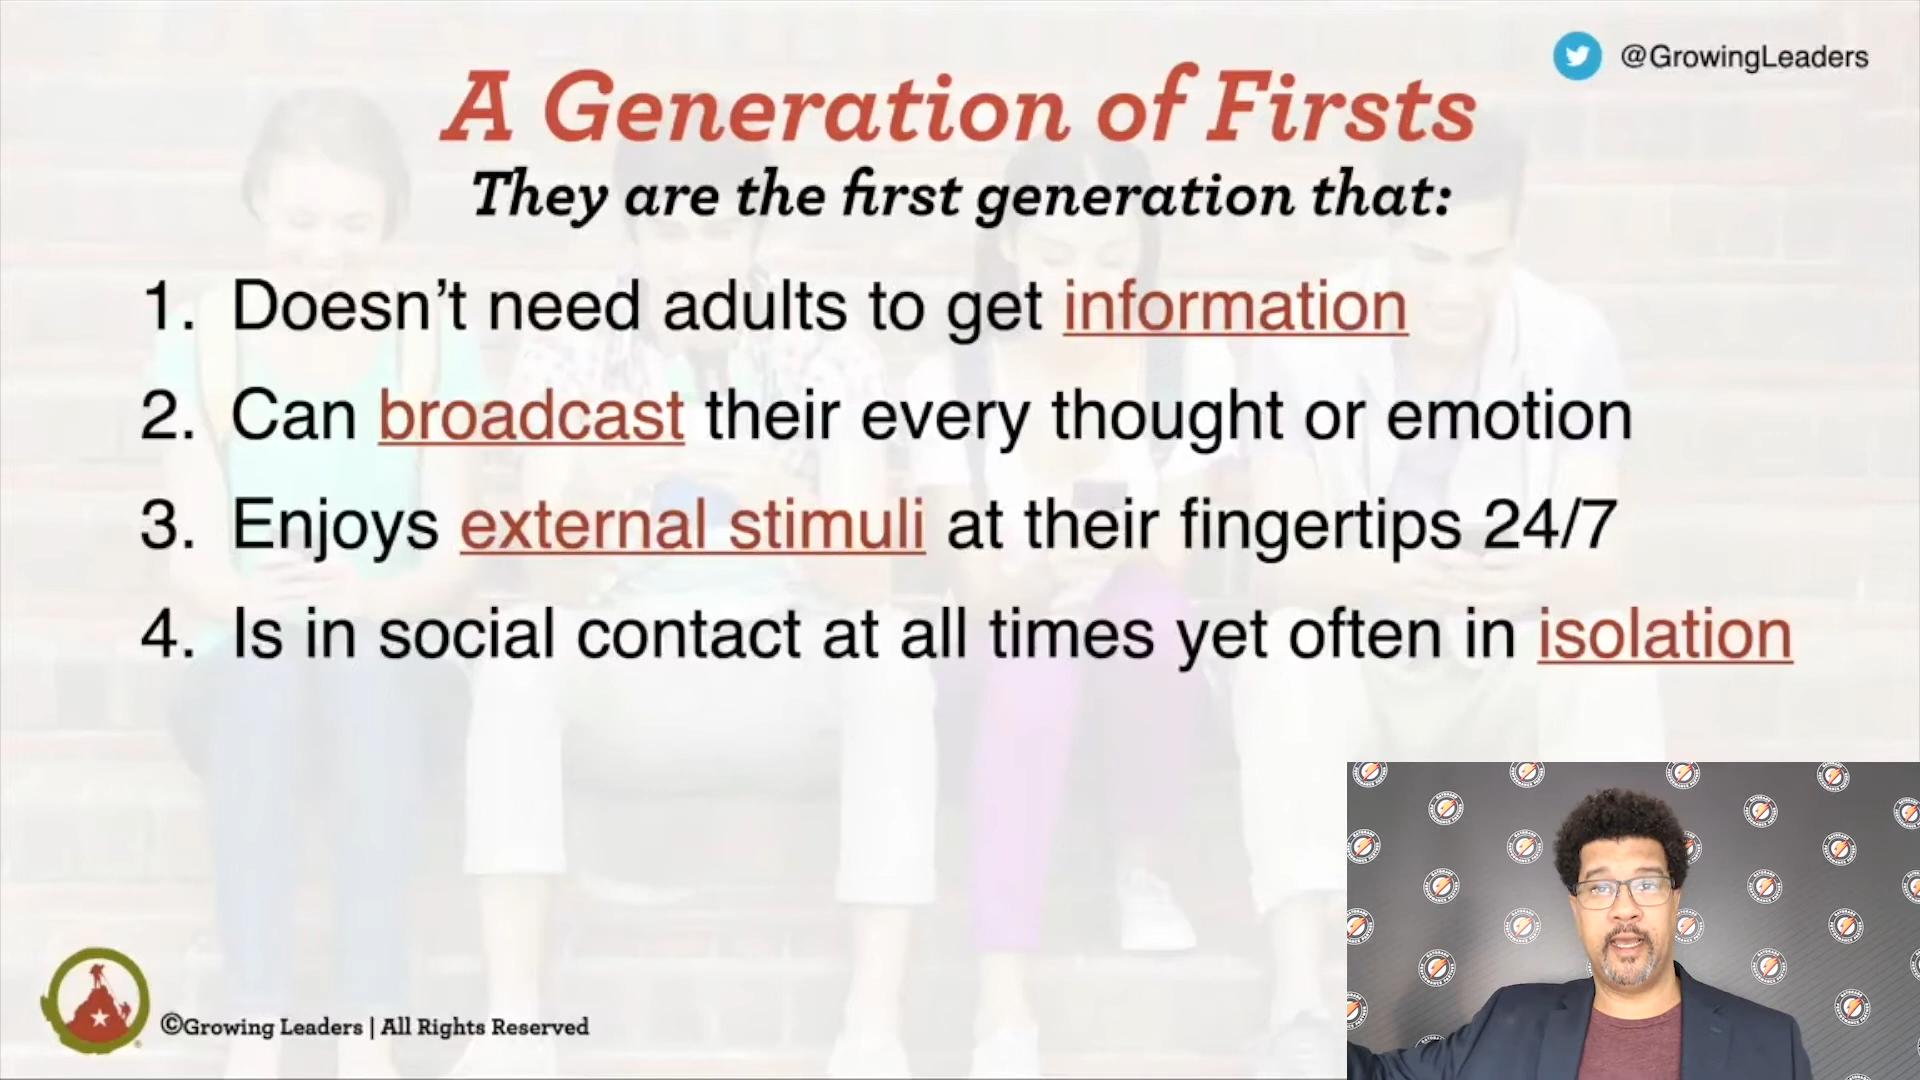 @GrowingLeaders
A Generation of Firsts
They are the first generation that:
1. Doesn’t need adults to get information
2. Can broadcast their every thought or emotion
3. Enjoys external stimuli at their fingertips 24/7
4. Is in social contact at all times yet often in isolation
©Growing Leaders | All Rights Reserved